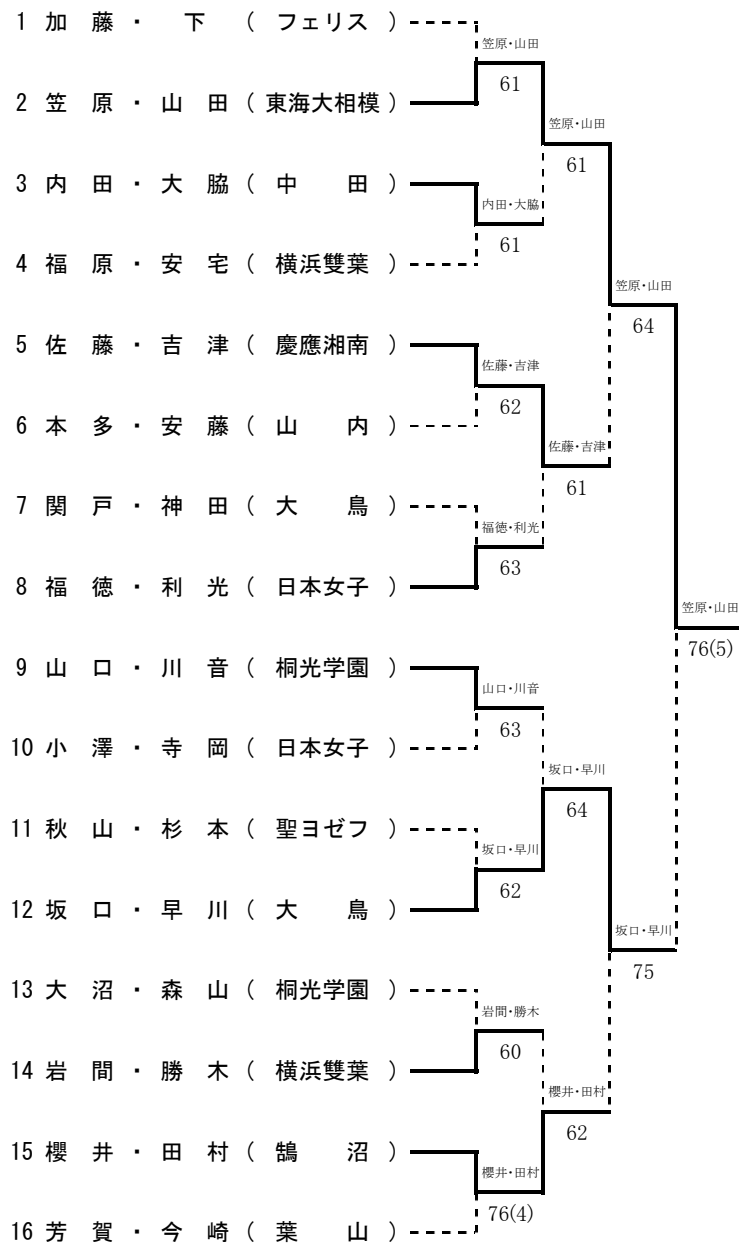 1 加藤・下（フェリス）
2 笠原・山田（東海大相模）
3 内田・大脇（中田）
4 福原・安宅（横浜雙葉）
5 佐藤・吉津（慶應湘南）
6 本多・安藤（山内）
7 関戸・神田（大鳥）
8 福徳・利光（日本女子）
9 山口・川音（桐光学園）
10 小澤・寺岡（日本女子）
11 秋山・杉本（聖ヨゼフ）
12 坂口・早川（大鳥）
13 大沼・森山（桐光学園）
14 岩間・勝木（横浜雙葉）
15 櫻井・田村（鵠沼）
16 芳賀・今崎（葉山）
笠原・山田
61
内田・大脇
61
佐藤・吉津
62
福徳・利光
63
山口・川音
63
坂口・早川
62
岩間・勝木
60
櫻井・田村
76(4)
笠原・山田
61
佐藤・吉津
61
坂口・早川
64
櫻井・田村
62
笠原・山田
64
坂口・早川
75
笠原・山田
76(5)